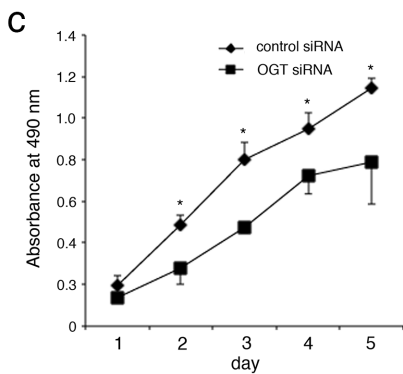 C
1.4
control siRNA
OGT siRNA
1.2
1.0
0.8
0.6
0.4
0.3
0
Absorbance at 490 nm
*
*
*
*
1 2 3 4 5
day